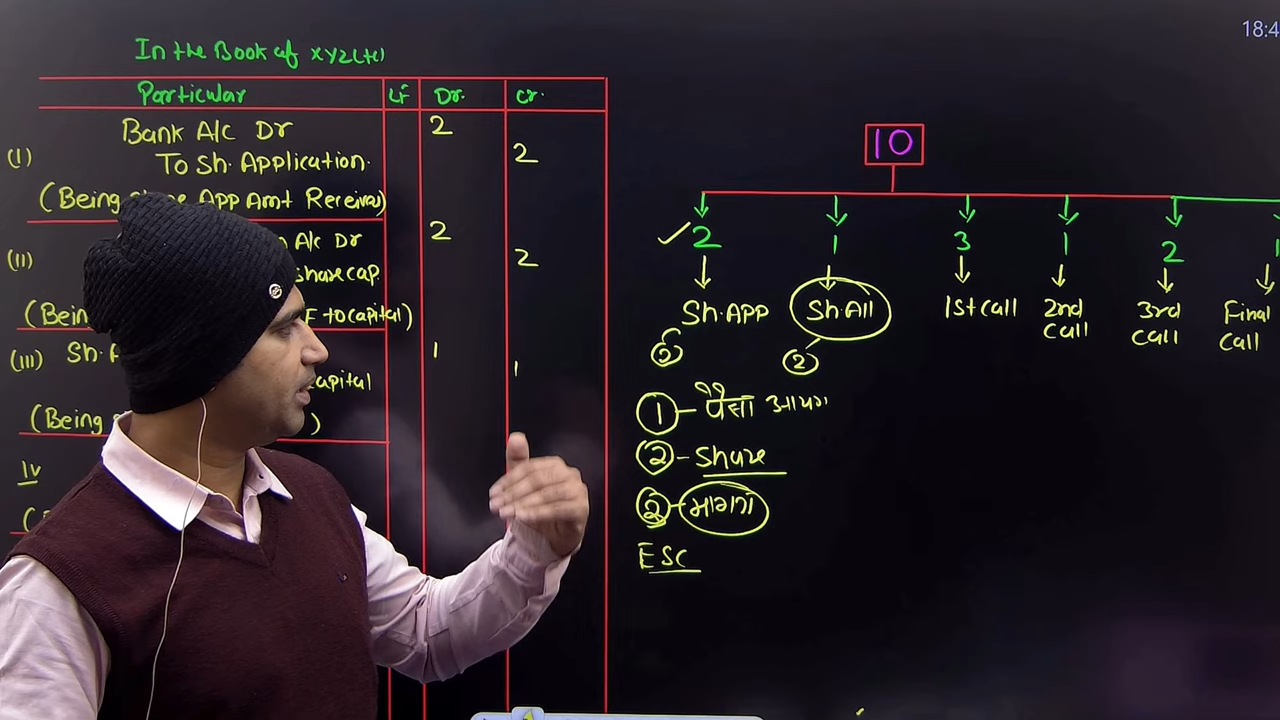 18:4
In the Book of XYZ Ltd
Particular LF Dr. Cr.
(I) Bank A/c Dr 2
To Sh. Application. 2
(Being App Amt Received)
(II) A/c Dr 2
share cap. 2
(Bein F to capital)
(III) Sh. A 1
capital 1
(Being )
IV
(
10
2 1 3 1 2 1
Sh. APP Sh. All 1st call 2nd call 3rd call Final call
2 2
1 - पैसा आयेगा
2 - Share
2 - मांगना
ESC